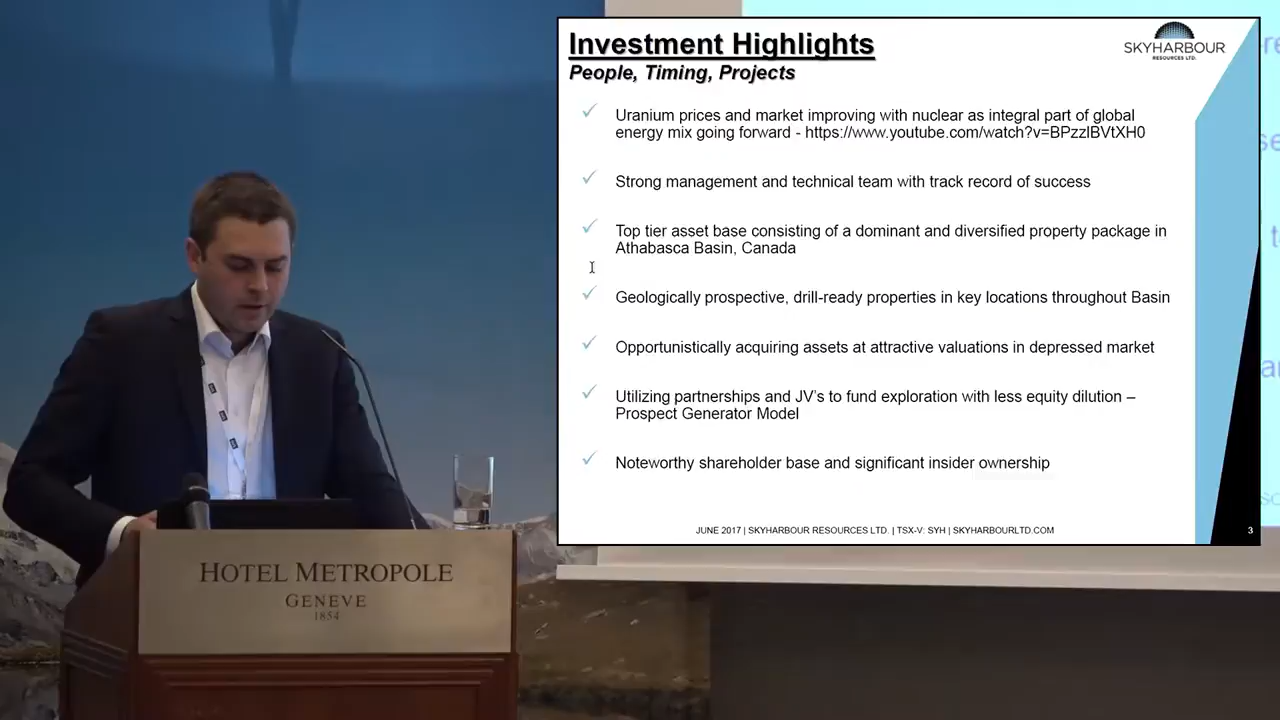 Investment Highlights
People, Timing, Projects
SKYHARBOUR
RESOURCES LTD.
Uranium prices and market improving with nuclear as integral part of global
energy mix going forward - https://www.youtube.com/watch?v=BPzzlBVtXH0
Strong management and technical team with track record of success
Top tier asset base consisting of a dominant and diversified property package in
Athabasca Basin, Canada
Geologically prospective, drill-ready properties in key locations throughout Basin
Opportunistically acquiring assets at attractive valuations in depressed market
Utilizing partnerships and JV's to fund exploration with less equity dilution –
Prospect Generator Model
Noteworthy shareholder base and significant insider ownership
JUNE 2017 | SKYHARBOUR RESOURCES LTD. | TSX-V: SYH | SKYHARBOURLTD.COM
3
HOTEL METROPOLE
GENEVE
1854